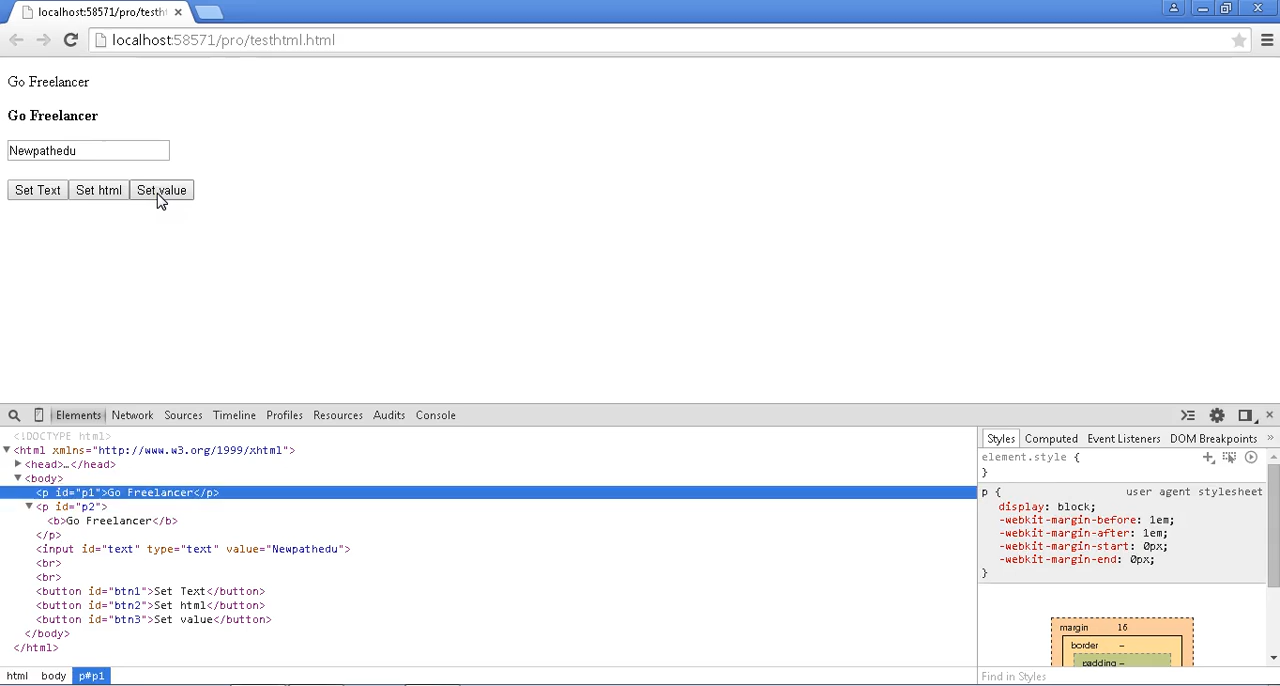 localhost:58571/pro/testht
localhost:58571/pro/testhtml.html
Go Freelancer
Go Freelancer
Newpathedu
Set Text Set html Set value
Elements Network Sources Timeline Profiles Resources Audits Console
<!DOCTYPE html>
<html xmlns="http://www.w3.org/1999/xhtml">
<head>…</head>
<body>
<p id="p1">Go Freelancer</p>
<p id="p2">
<b>Go Freelancer</b>
</p>
<input id="text" type="text" value="Newpathedu">
<br>
<br>
<button id="btn1">Set Text</button>
<button id="btn2">Set html</button>
<button id="btn3">Set value</button>
</body>
</html>
html body p#p1
Styles Computed Event Listeners DOM Breakpoints »
element.style {
}
p { user agent stylesheet
display: block;
-webkit-margin-before: 1em;
-webkit-margin-after: 1em;
-webkit-margin-start: 0px;
-webkit-margin-end: 0px;
}
margin 16
border –
padding –
Find in Styles